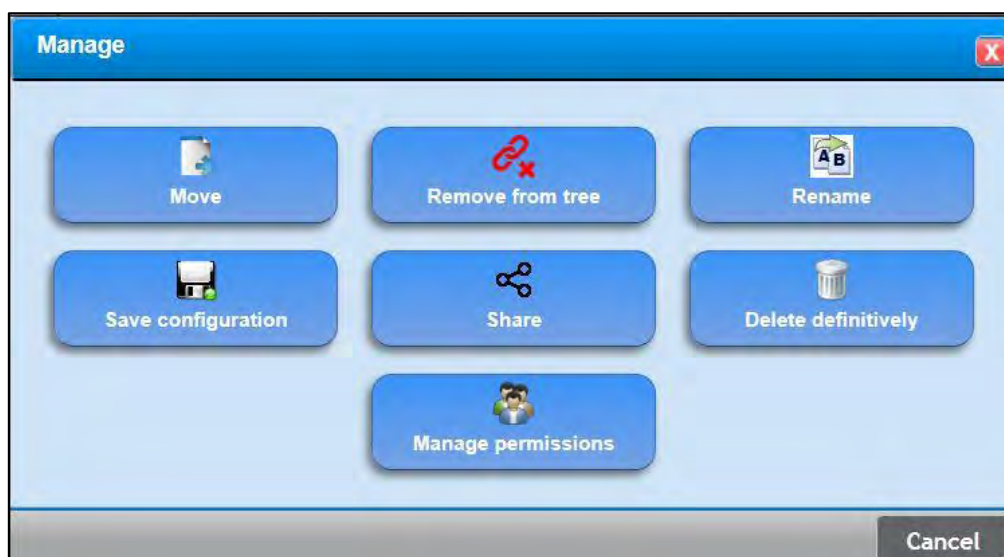 Manage
X
Move
Remove from tree
A B
Rename
Save configuration
Share
Delete definitively
Manage permissions
Cancel